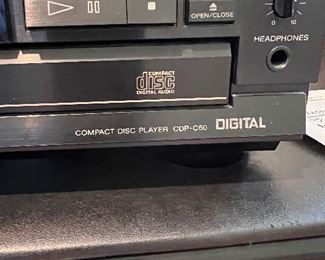 OPEN/CLOSE
0 10
HEADPHONES
COMPACT
disc
DIGITAL AUDIO
COMPACT DISC PLAYER CDP-C50 DIGITAL